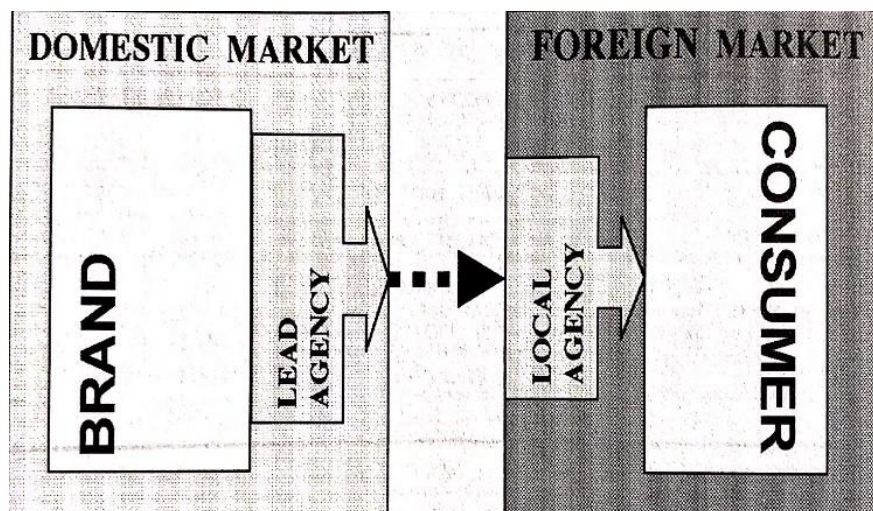 DOMESTIC MARKET
FOREIGN MARKET
BRAND
LEAD
AGENCY
LOCAL
AGENCY
CONSUMER